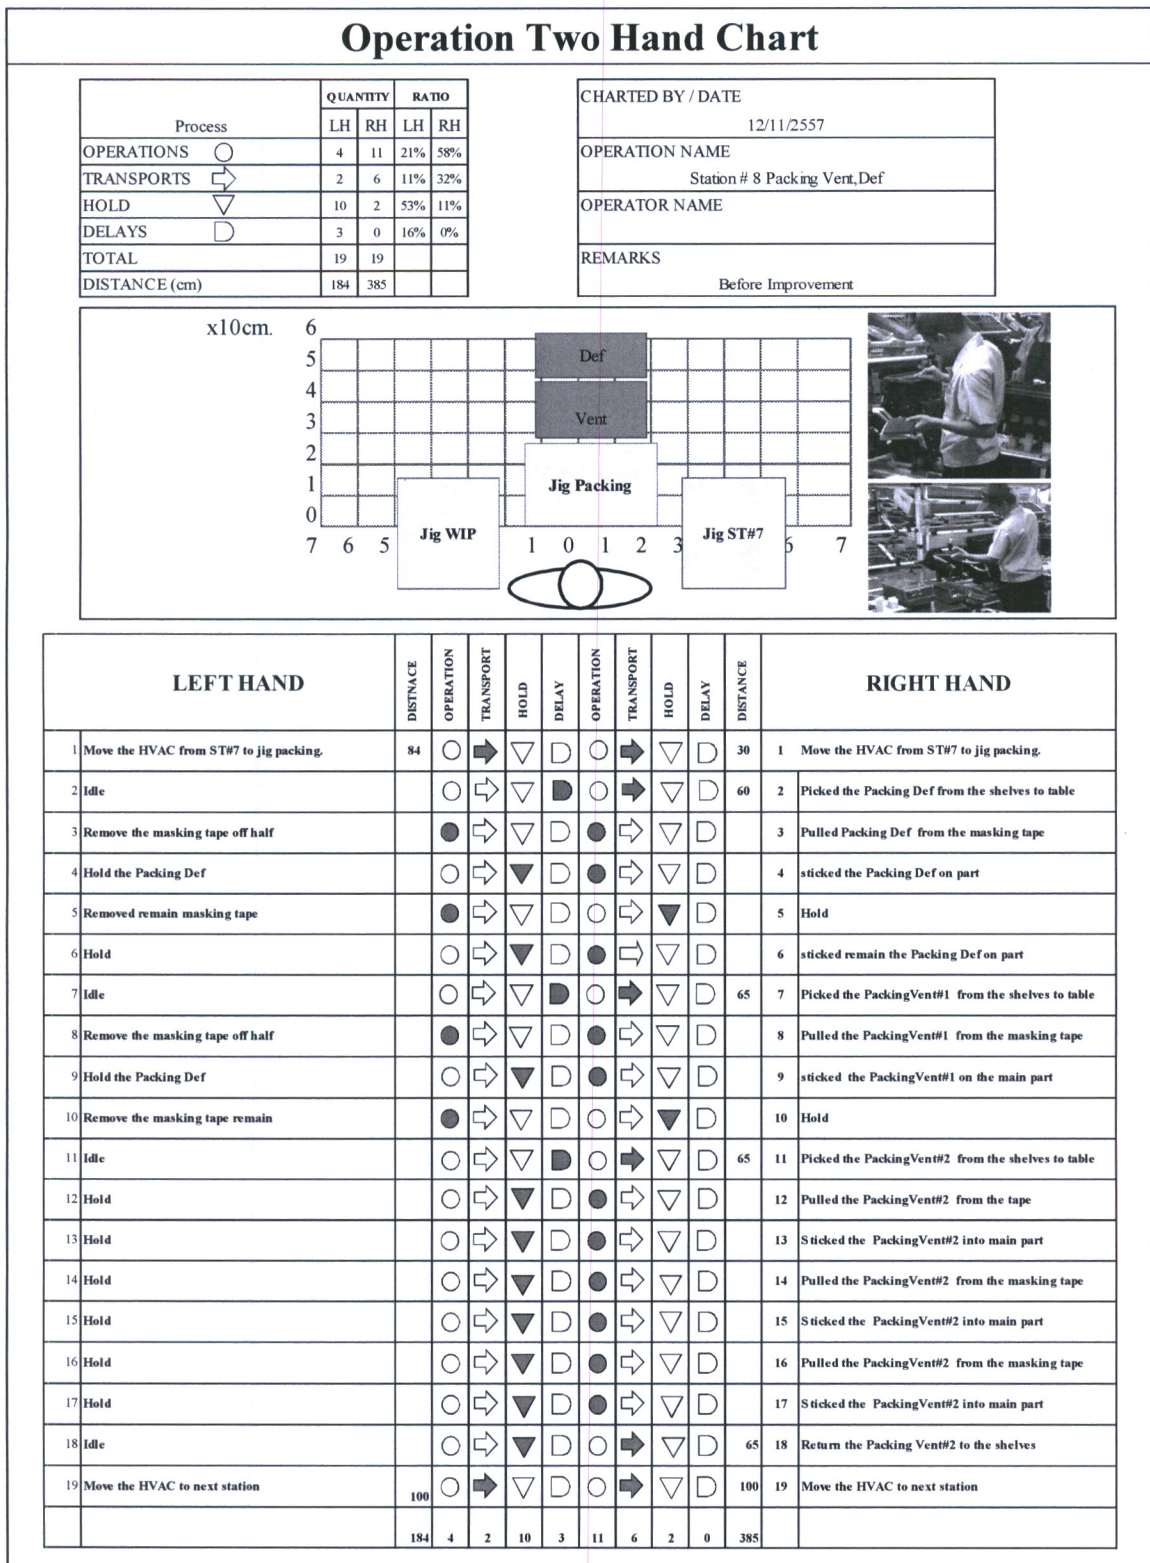 Operation Two Hand Chart
QUANTITY RATIO
Process LH RH LH RH
OPERATIONS 4 11 21% 58%
TRANSPORTS 2 6 11% 32%
HOLD 10 2 53% 11%
DELAYS 3 0 16% 0%
TOTAL 19 19
DISTANCE (cm) 184 385
CHARTED BY / DATE
12/11/2557
OPERATION NAME
Station # 8 Packing Vent,Def
OPERATOR NAME
REMARKS
Before Improvement
x10cm. 6
5
4
3
2
1
0
7 6 5 1 0 1 2 3 6 7
Def
Vent
Jig Packing
Jig WIP
Jig ST#7
LEFT HAND DISTNACE OPERATION TRANSPORT HOLD DELAY OPERATION TRANSPORT HOLD DELAY DISTANCE RIGHT HAND
1 Move the HVAC from ST#7 to jig packing. 84 30 1 Move the HVAC from ST#7 to jig packing.
2 Idle 60 2 Picked the Packing Def from the shelves to table
3 Remove the masking tape off half 3 Pulled Packing Def from the masking tape
4 Hold the Packing Def 4 sticked the Packing Def on part
5 Removed remain masking tape 5 Hold
6 Hold 6 sticked remain the Packing Def on part
7 Idle 65 7 Picked the PackingVent#1 from the shelves to table
8 Remove the masking tape off half 8 Pulled the PackingVent#1 from the masking tape
9 Hold the Packing Def 9 sticked the PackingVent#1 on the main part
10 Remove the masking tape remain 10 Hold
11 Idle 65 11 Picked the PackingVent#2 from the shelves to table
12 Hold 12 Pulled the PackingVent#2 from the tape
13 Hold 13 Sticked the PackingVent#2 into main part
14 Hold 14 Pulled the PackingVent#2 from the masking tape
15 Hold 15 Sticked the PackingVent#2 into main part
16 Hold 16 Pulled the PackingVent#2 from the masking tape
17 Hold 17 Sticked the PackingVent#2 into main part
18 Idle 65 18 Return the Packing Vent#2 to the shelves
19 Move the HVAC to next station 100 100 19 Move the HVAC to next station
184 4 2 10 3 11 6 2 0 385